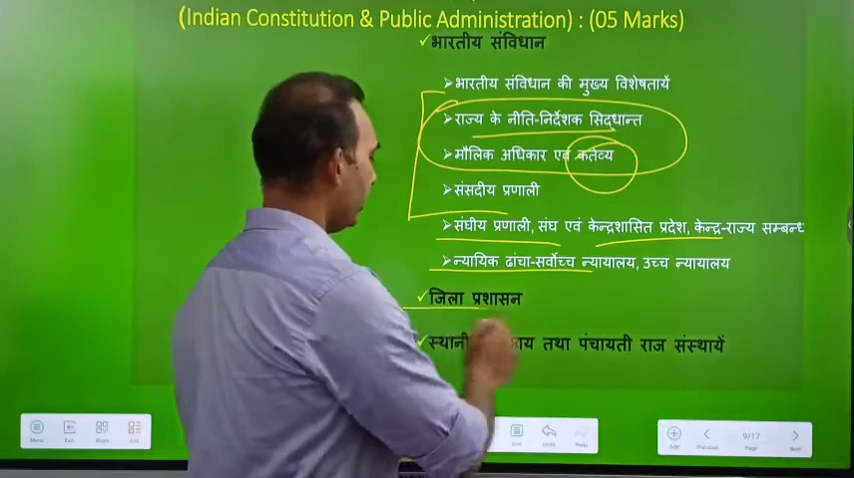 (Indian Constitution & Public Administration) : (05 Marks)
✓भारतीय संविधान
➢भारतीय संविधान की मुख्य विशेषतायें
➢राज्य के नीति-निर्देशक सिद्धान्त
➢मौलिक अधिकार एवं कर्तव्य
➢संसदीय प्रणाली
➢संघीय प्रणाली, संघ एवं केन्द्रशासित प्रदेश, केन्द्र-राज्य सम्बन्ध
➢न्यायिक ढांचा-सर्वोच्च न्यायालय, उच्च न्यायालय
✓जिला प्रशासन
✓तथा पंचायती राज संस्थायें
Menu Exit 9/17 Page Previous Next